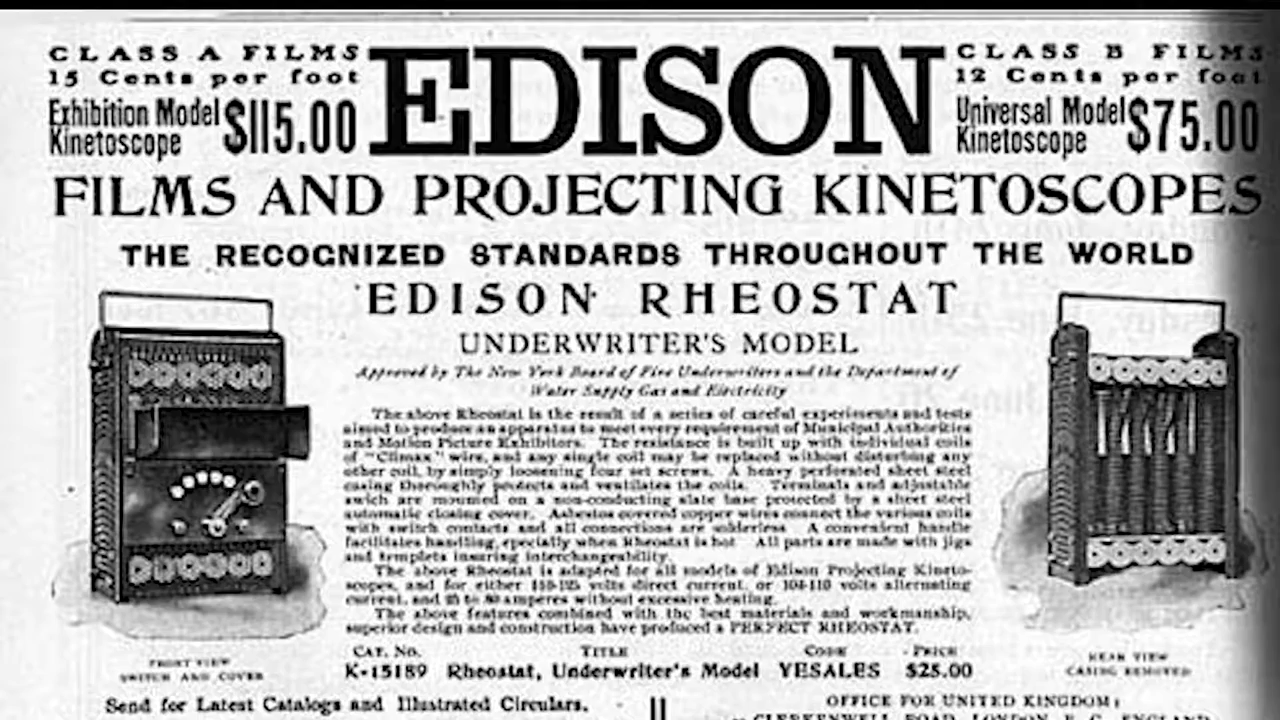 CLASS A FILMS
15 Cents per foot
Exhibition Model
Kinetoscope $115.00
EDISON
CLASS B FILMS
12 Cents per foot
Universal Model
Kinetoscope $75.00
FILMS AND PROJECTING KINETOSCOPES
THE RECOGNIZED STANDARDS THROUGHOUT THE WORLD
EDISON RHEOSTAT
UNDERWRITER'S MODEL
Approved by The New York Board of Fire Underwriters and the Department of
Water Supply Gas and Electricity
The above Rheostat is the result of a series of careful experiments and tests
aimed to produce an apparatus to meet every requirement of Municipal Authorities
and Motion Picture Exhibitors. The resistance is built up with individual coils
of "Climax" wire, and any single coil may be replaced without disturbing any
other coil, by simply loosening four set screws. A heavy perforated sheet steel
casing thoroughly protects and ventilates the coils. Terminals and adjustable
swich are mounted on a non-conducting slate base protected by a sheet steel
automatic closing cover. Asbestos covered copper wires connect the various coils
with switch contacts and all connections are solderless A convenient handle
facilitates handling, epecially when Rheostat is hot All parts are made with jigs
and templets insuring interchangeability.
The above Rheostat is adapted for all models of Edison Projecting Kineto-
scopes, and for either volts direct current, or volts alternating
current, and amperes without excessive heating.
The above features combined with the best materials and workmanship,
superior design and construction have produced a PERFECT RHEOSTAT.
CAT. NO. TITLE CODE PRICE
K-15189 Rheostat, Underwriter's Model YESALES $25.00
FRONT VIEW
SWITCH AND COVER
REAR VIEW
CASING REMOVED
Send for Latest Catalogs and Illustrated Circulars.
OFFICE FOR UNITED KINGDOM:
CLERKENWELL ROAD, LONDON, E. C., ENGLAND